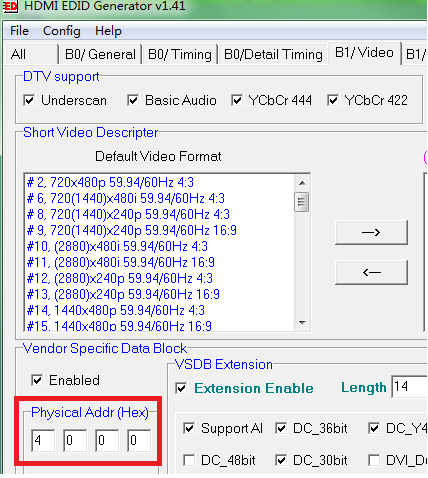 ED HDMI EDID Generator v1.41
File Config Help
All B0/ General B0/ Timing B0/Detail Timing B1/ Video B1/
DTV support
Underscan Basic Audio YCbCr 444 YCbCr 422
Short Video Descripter
Default Video Format
# 2, 720x480p 59.94/60Hz 4:3
# 6, 720(1440)x480i 59.94/60Hz 4:3
# 8, 720(1440)x240p 59.94/60Hz 4:3
# 9, 720(1440)x240p 59.94/60Hz 16:9
#10, (2880)x480i 59.94/60Hz 4:3
#11, (2880)x480i 59.94/60Hz 16:9
#12, (2880)x240p 59.94/60Hz 4:3
#13, (2880)x240p 59.94/60Hz 16:9
#14, 1440x480p 59.94/60Hz 4:3
#15, 1440x480p 59.94/60Hz 16:9
-->
<--
Vendor Specific Data Block
Enabled
VSDB Extension
Extension Enable Length 14
Physical Addr (Hex)
4 0 0 0
Support AI DC_36bit DC_Y4
DC_48bit DC_30bit DVI_D